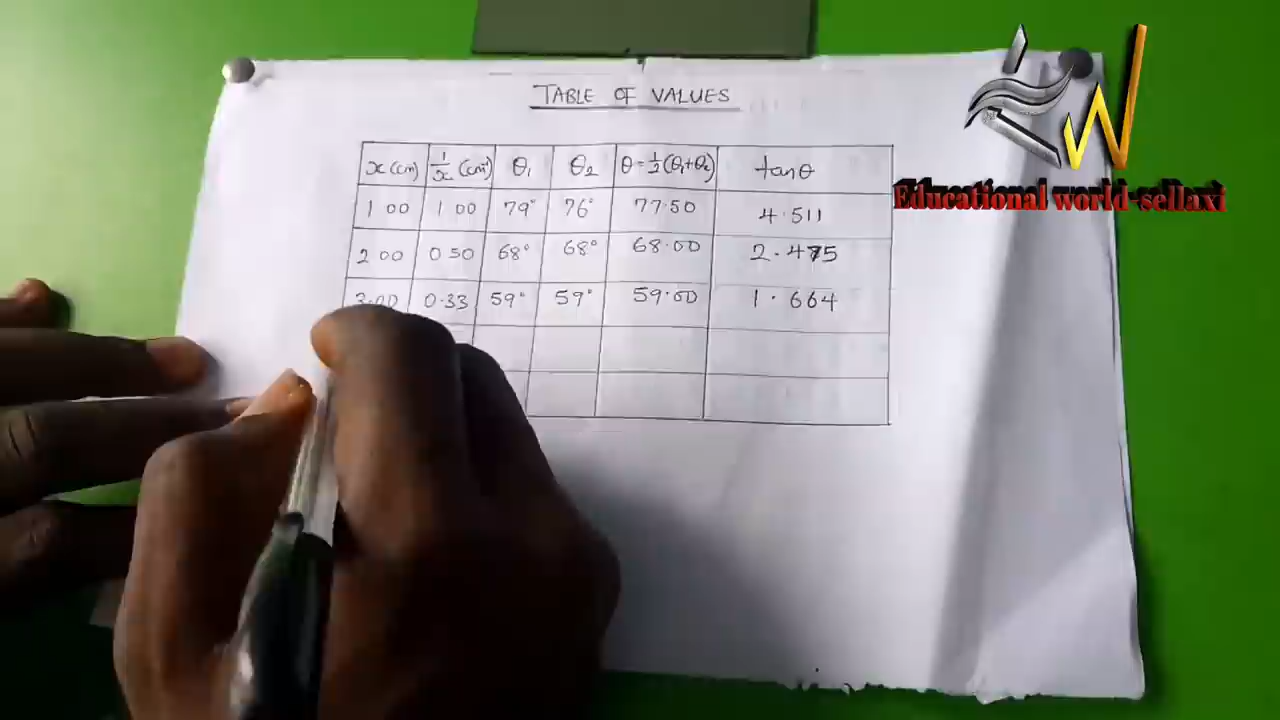 TABLE OF VALUES
x (cm) 1/x (cm⁻¹) θ₁ θ₂ θ = ½(θ₁+θ₂) tanθ
1 00 1 00 79° 76° 77.50 4.511
2 00 0 50 68° 68° 68.00 2.475
3.00 0.33 59° 59° 59.00 1.664
EW
Educational world-sellaxi